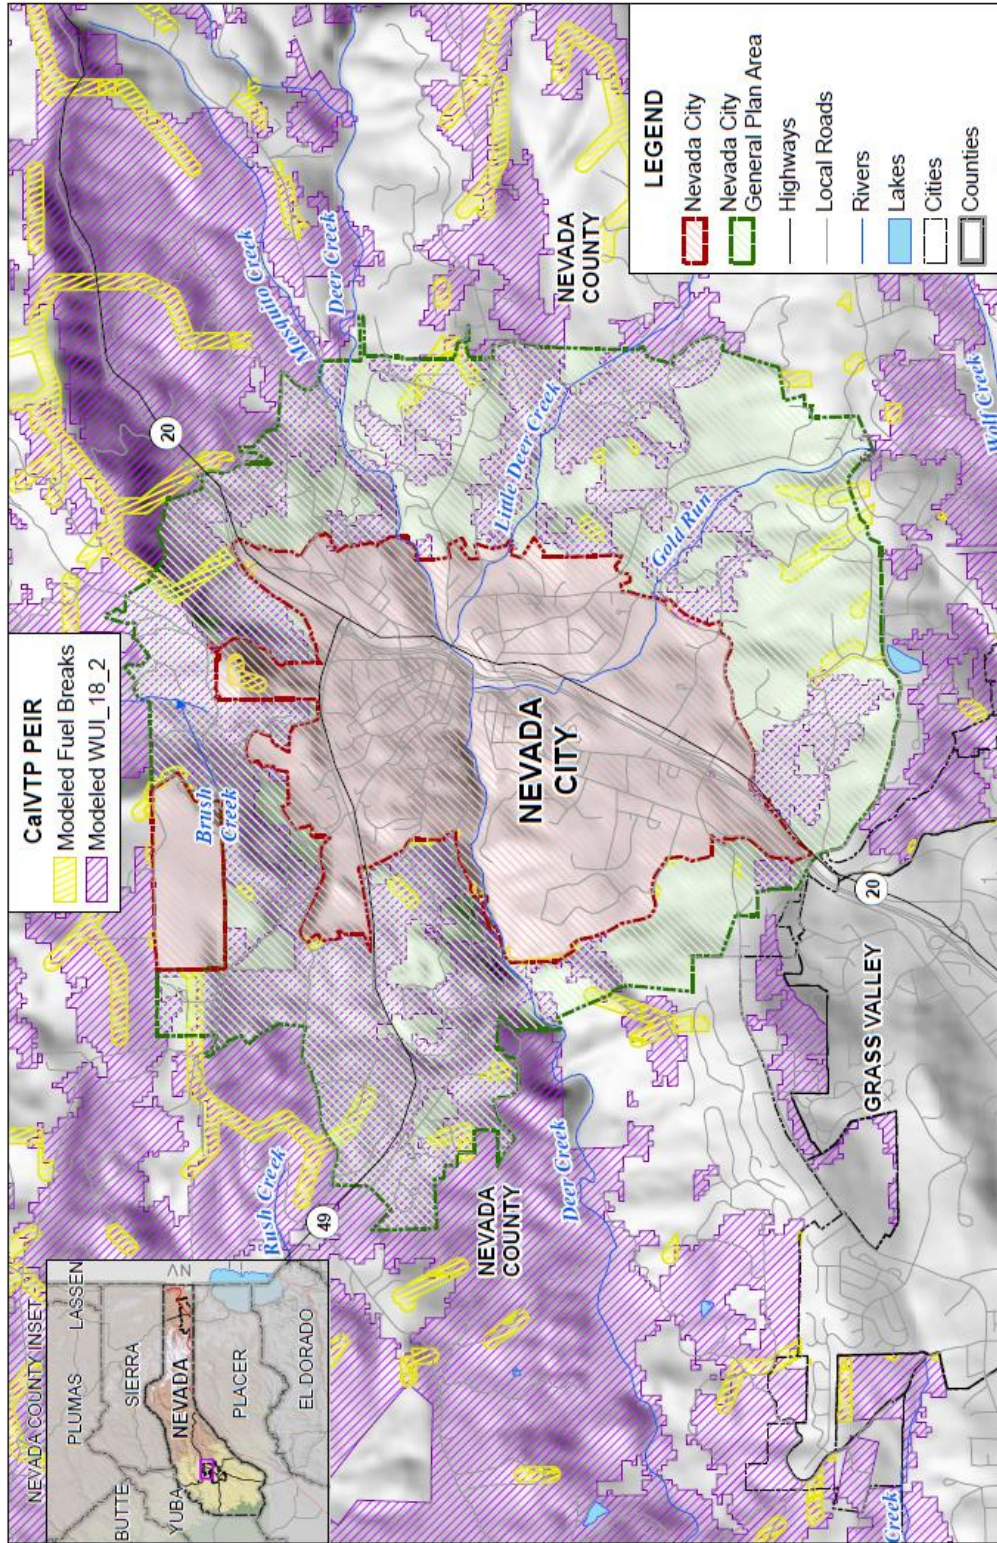 NEVADA COUNTY INSET
PLUMAS
LASSEN
BUTTE
SIERRA
YUBA
NEVADA
PLACER
EL DORADO
NV
CalVTP PEIR
Modeled Fuel Breaks
Modeled WUI_18_2
Rush Creek
49
Brush
Creek
20
Mosquito Creek
Deer Creek
NEVADA
COUNTY
Deer Creek
NEVADA
CITY
Little Deer Creek
Gold Run
NEVADA
COUNTY
GRASS VALLEY
20
Wolf Creek
Creek
LEGEND
Nevada City
Nevada City
General Plan Area
Highways
Local Roads
Rivers
Lakes
Cities
Counties